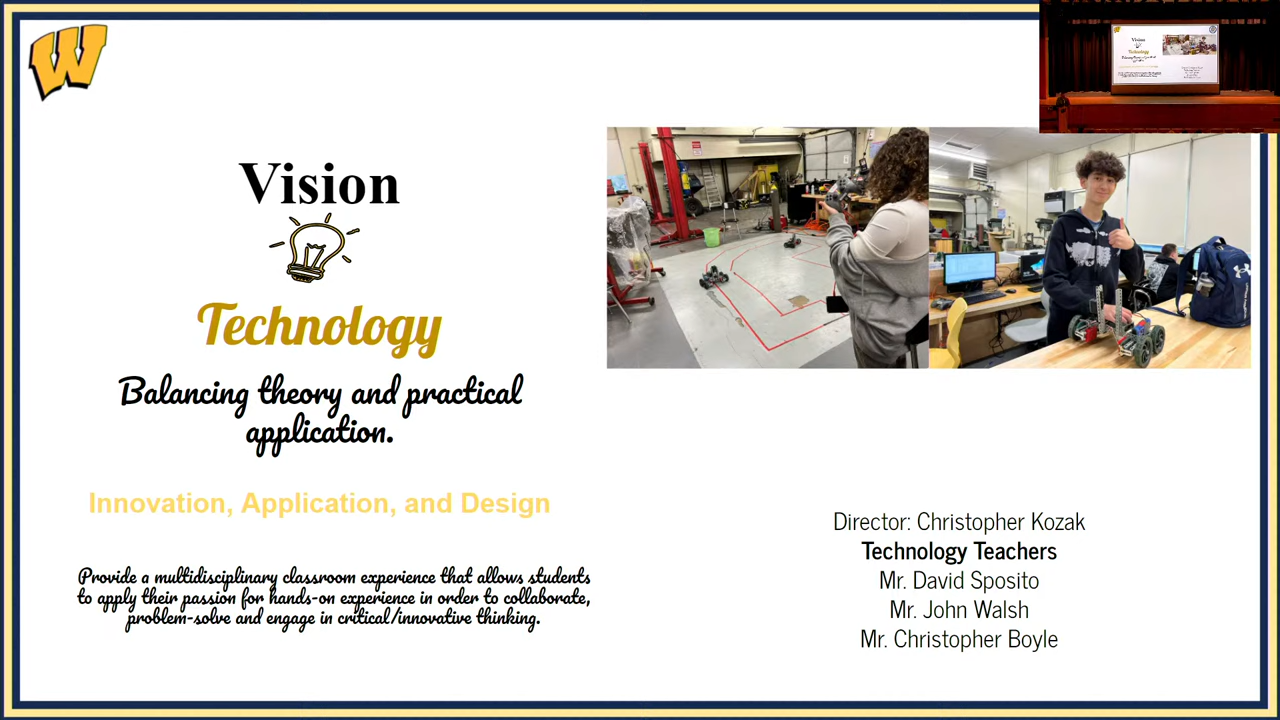 W
Vision
Technology
Balancing theory and practical
application.
Innovation, Application, and Design
Provide a multidisciplinary classroom experience that allows students
to apply their passion for hands-on experience in order to collaborate,
problem-solve and engage in critical/innovative thinking.
Director: Christopher Kozak
Technology Teachers
Mr. David Sposito
Mr. John Walsh
Mr. Christopher Boyle
Vision
Technology